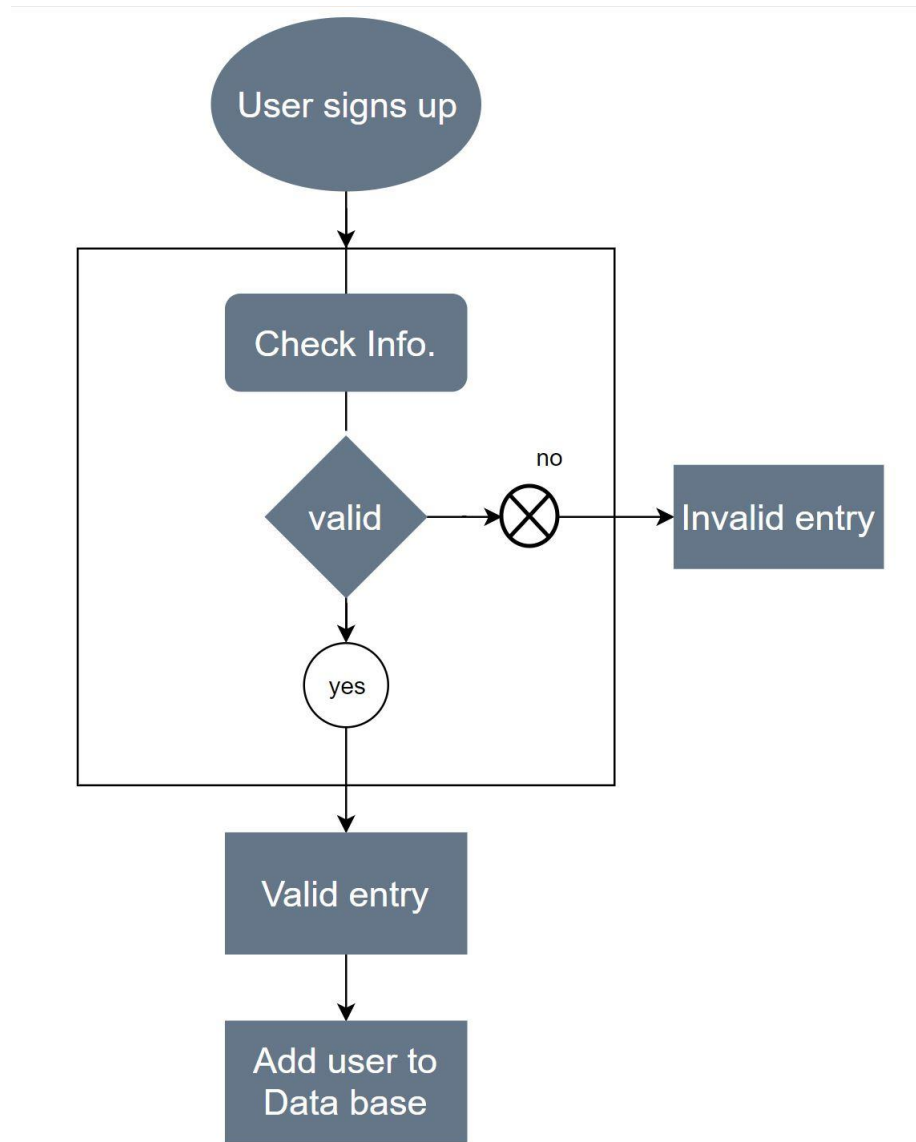 User signs up
Check Info.
valid
no
Invalid entry
yes
Valid entry
Add user to
Data base